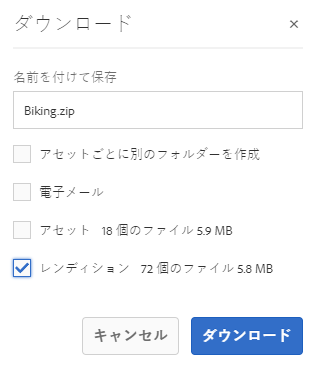 ダウンロード
×
名前を付けて保存
Biking.zip
アセットごとに別のフォルダーを作成
電子メール
アセット 18 個のファイル 5.9 MB
レンディション 72 個のファイル 5.8 MB
キャンセル ダウンロード